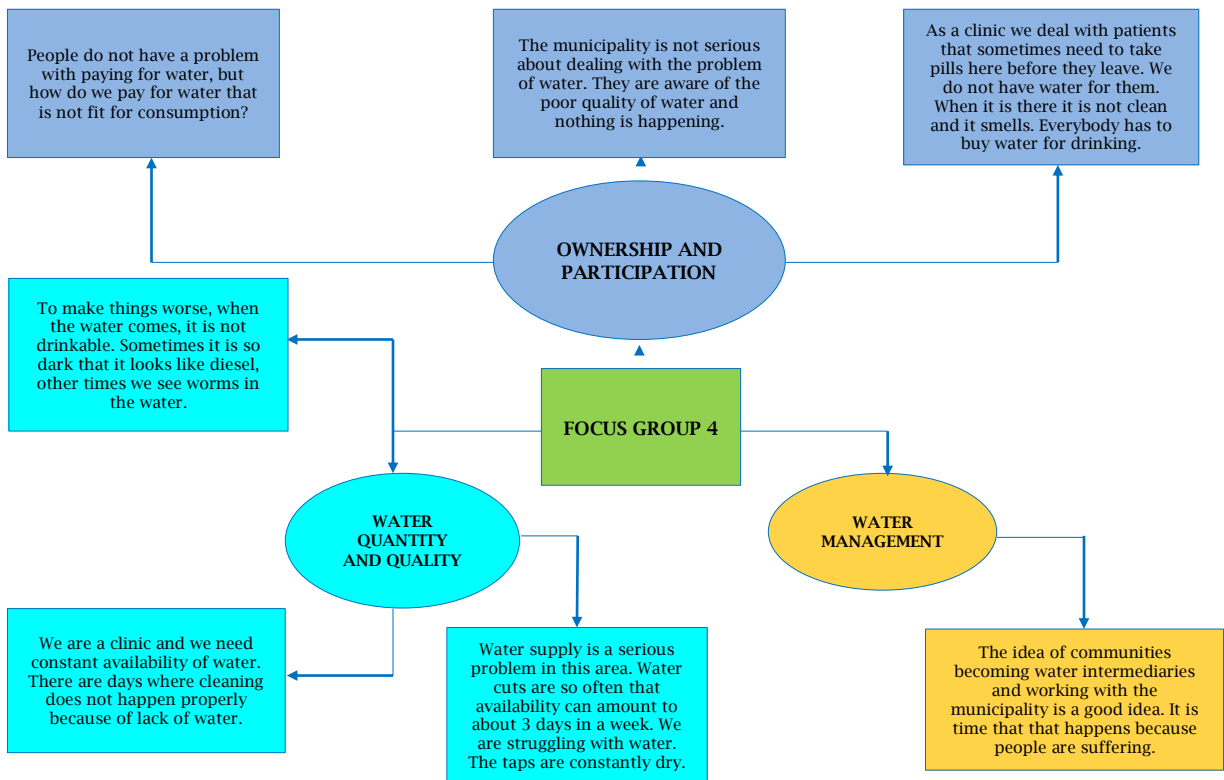 People do not have a problem
with paying for water, but
how do we pay for water that
is not fit for consumption?
The municipality is not serious
about dealing with the problem
of water. They are aware of the
poor quality of water and
nothing is happening.
As a clinic we deal with patients
that sometimes need to take
pills here before they leave. We
do not have water for them.
When it is there it is not clean
and it smells. Everybody has to
buy water for drinking.
OWNERSHIP AND
PARTICIPATION
To make things worse, when
the water comes, it is not
drinkable. Sometimes it is so
dark that it looks like diesel,
other times we see worms in
the water.
FOCUS GROUP 4
WATER
QUANTITY
AND QUALITY
WATER
MANAGEMENT
We are a clinic and we need
constant availability of water.
There are days where cleaning
does not happen properly
because of lack of water.
Water supply is a serious
problem in this area. Water
cuts are so often that
availability can amount to
about 3 days in a week. We
are struggling with water.
The taps are constantly dry.
The idea of communities
becoming water intermediaries
and working with the
municipality is a good idea. It is
time that that happens because
people are suffering.